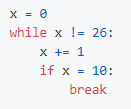 x = 0
while x != 26:
    x += 1
    if x = 10:
        break